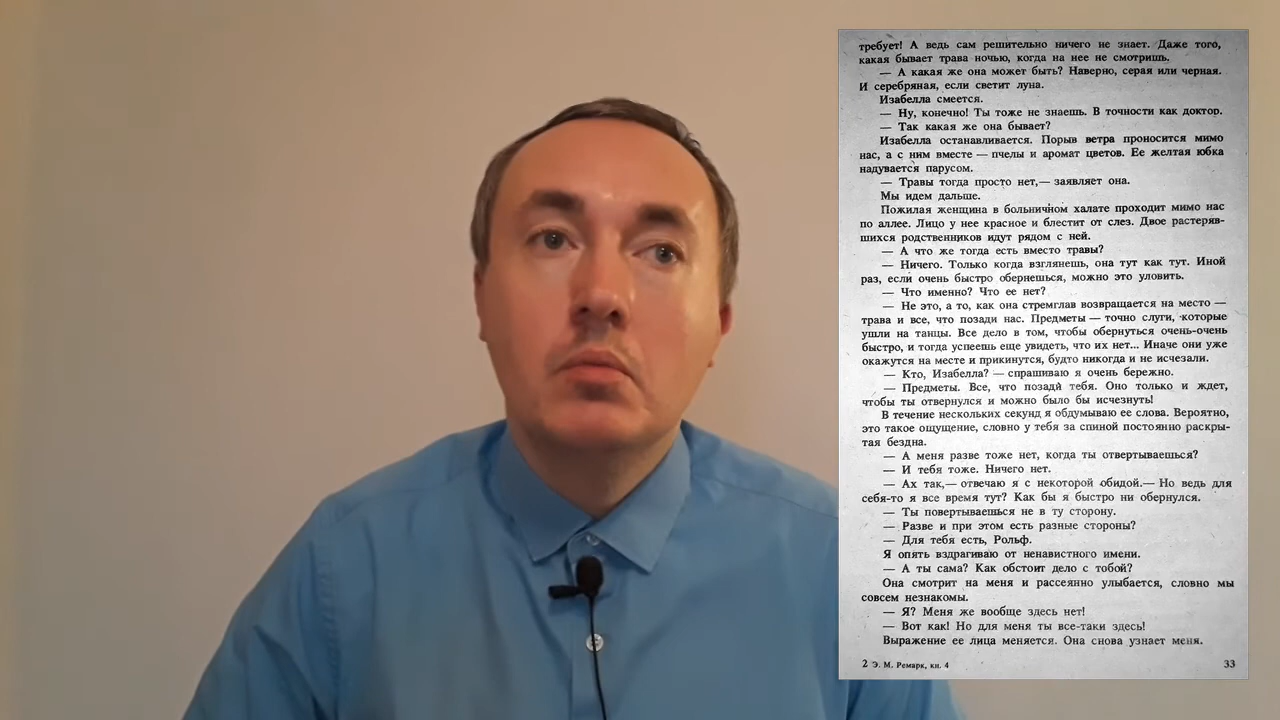 требует! А ведь сам решительно ничего не знает. Даже того,
какая бывает трава ночью, когда на нее не смотришь.
— А какая же она может быть? Наверно, серая или черная.
И серебряная, если светит луна.
Изабелла смеется.
— Ну, конечно! Ты тоже не знаешь. В точности как доктор.
— Так какая же она бывает?
Изабелла останавливается. Порыв ветра проносится мимо
нас, а с ним вместе — пчелы и аромат цветов. Ее желтая юбка
надувается парусом.
— Травы тогда просто нет,— заявляет она.
Мы идем дальше.
Пожилая женщина в больничном халате проходит мимо нас
по аллее. Лицо у нее красное и блестит от слез. Двое растеряв-
шихся родственников идут рядом с ней.
— А что же тогда есть вместо травы?
— Ничего. Только когда взглянешь, она тут как тут. Иной
раз, если очень быстро обернешься, можно это уловить.
— Что именно? Что ее нет?
— Не это, а то, как она стремглав возвращается на место —
трава и все, что позади нас. Предметы — точно слуги, которые
ушли на танцы. Все дело в том, чтобы обернуться очень-очень
быстро, и тогда успеешь еще увидеть, что их нет... Иначе они уже
окажутся на месте и прикинутся, будто никогда и не исчезали.
— Кто, Изабелла? — спрашиваю я очень бережно.
— Предметы. Все, что позади тебя. Оно только и ждет,
чтобы ты отвернулся и можно было бы исчезнуть!
В течение нескольких секунд я обдумываю ее слова. Вероятно,
это такое ощущение, словно у тебя за спиной постоянно раскры-
тая бездна.
— А меня разве тоже нет, когда ты отвертываешься?
— И тебя тоже. Ничего нет.
— Ах так,— отвечаю я с некоторой обидой.— Но ведь для
себя-то я все время тут? Как бы я быстро ни обернулся.
— Ты повертываешься не в ту сторону.
— Разве и при этом есть разные стороны?
— Для тебя есть, Рольф.
Я опять вздрагиваю от ненавистного имени.
— А ты сама? Как обстоит дело с тобой?
Она смотрит на меня и рассеянно улыбается, словно мы
совсем незнакомы.
— Я? Меня же вообще здесь нет!
— Вот как! Но для меня ты все-таки здесь!
Выражение ее лица меняется. Она снова узнает меня.
2 Э. М. Ремарк, кн. 4 33